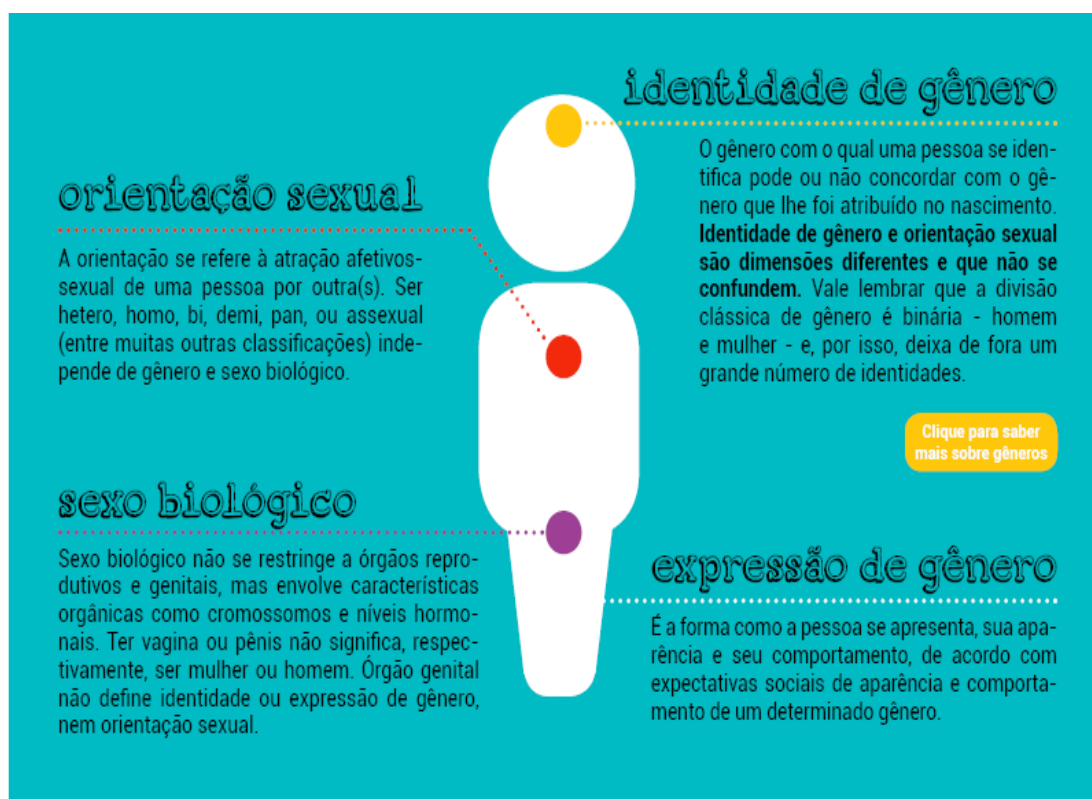 identidade de gênero
O gênero com o qual uma pessoa se iden-
tifica pode ou não concordar com o gê-
nero que lhe foi atribuído no nascimento.
Identidade de gênero e orientação sexual
são dimensões diferentes e que não se
confundem. Vale lembrar que a divisão
clássica de gênero é binária - homem
e mulher - e, por isso, deixa de fora um
grande número de identidades.
Clique para saber
mais sobre gêneros
orientação sexual
A orientação se refere à atração afetivos-
sexual de uma pessoa por outra(s). Ser
hetero, homo, bi, demi, pan, ou assexual
(entre muitas outras classificações) inde-
pende de gênero e sexo biológico.
sexo biológico
Sexo biológico não se restringe a órgãos repro-
dutivos e genitais, mas envolve características
orgânicas como cromossomos e níveis hormo-
nais. Ter vagina ou pênis não significa, respec-
tivamente, ser mulher ou homem. Órgão genital
não define identidade ou expressão de gênero,
nem orientação sexual.
expressão de gênero
É a forma como a pessoa se apresenta, sua apa-
rência e seu comportamento, de acordo com
expectativas sociais de aparência e comporta-
mento de um determinado gênero.